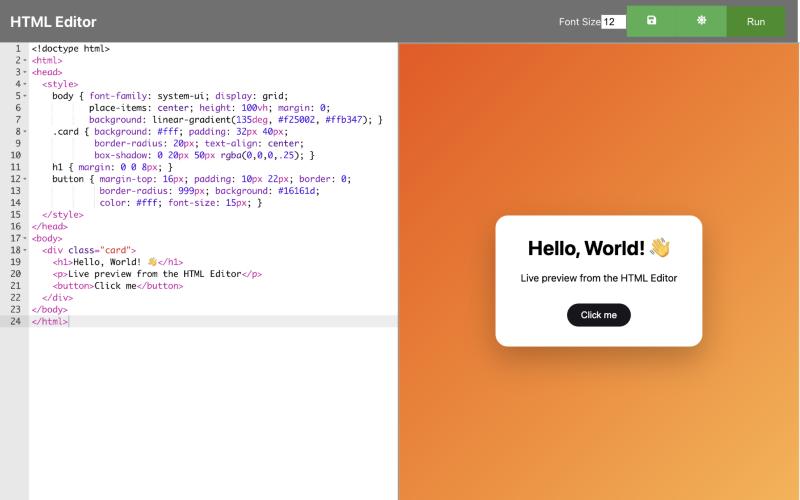 HTML Editor
Font Size 12
Run
1 <!doctype html>
2 <html>
3 <head>
4   <style>
5     body { font-family: system-ui; display: grid;
6            place-items: center; height: 100vh; margin: 0;
7            background: linear-gradient(135deg, #f25002, #ffb347); }
8     .card { background: #fff; padding: 32px 40px;
9             border-radius: 20px; text-align: center;
10             box-shadow: 0 20px 50px rgba(0,0,0,.25); }
11     h1 { margin: 0 0 8px; }
12     button { margin-top: 16px; padding: 10px 22px; border: 0;
13              border-radius: 999px; background: #16161d;
14              color: #fff; font-size: 15px; }
15   </style>
16 </head>
17 <body>
18   <div class="card">
19     <h1>Hello, World! 👋</h1>
20     <p>Live preview from the HTML Editor</p>
21     <button>Click me</button>
22   </div>
23 </body>
24 </html>
Hello, World! 👋
Live preview from the HTML Editor
Click me